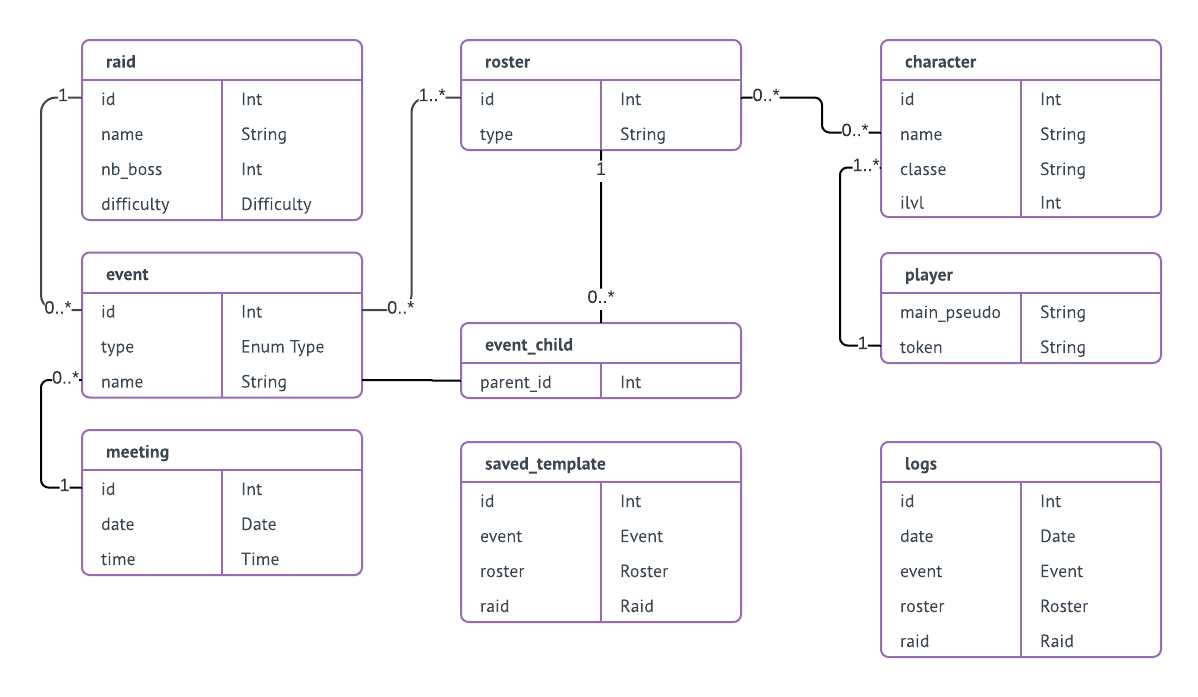 raid
id Int
name String
nb_boss Int
difficulty Difficulty
1
0..*
event
id Int
type Enum Type
name String
0..*
1..*
0..*
1
meeting
id Int
date Date
time Time
roster
id Int
type String
1
0..*
event_child
parent_id Int
saved_template
id Int
event Event
roster Roster
raid Raid
0..*
0..*
character
id Int
name String
classe String
ilvl Int
1..*
1
player
main_pseudo String
token String
logs
id Int
date Date
event Event
roster Roster
raid Raid